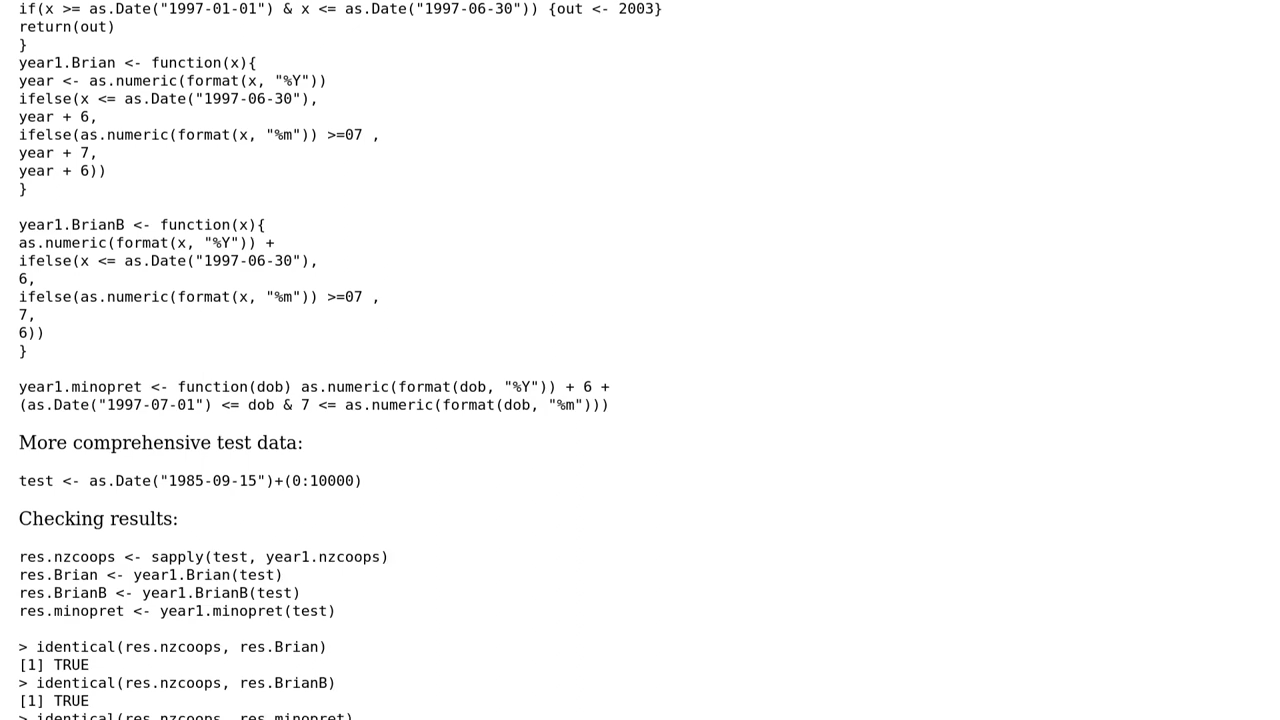 if(x >= as.Date("1997-01-01") & x <= as.Date("1997-06-30")) {out <- 2003}
return(out)
}
year1.Brian <- function(x){
year <- as.numeric(format(x, "%Y"))
ifelse(x <= as.Date("1997-06-30"),
year + 6,
ifelse(as.numeric(format(x, "%m")) >=07 ,
year + 7,
year + 6))
}
year1.BrianB <- function(x){
as.numeric(format(x, "%Y")) +
ifelse(x <= as.Date("1997-06-30"),
6,
ifelse(as.numeric(format(x, "%m")) >=07 ,
7,
6))
}
year1.minopret <- function(dob) as.numeric(format(dob, "%Y")) + 6 +
(as.Date("1997-07-01") <= dob & 7 <= as.numeric(format(dob, "%m")))
More comprehensive test data:
test <- as.Date("1985-09-15")+(0:10000)
Checking results:
res.nzcoops <- sapply(test, year1.nzcoops)
res.Brian <- year1.Brian(test)
res.BrianB <- year1.BrianB(test)
res.minopret <- year1.minopret(test)
> identical(res.nzcoops, res.Brian)
[1] TRUE
> identical(res.nzcoops, res.BrianB)
[1] TRUE
> identical(res.nzcoops, res.minopret)